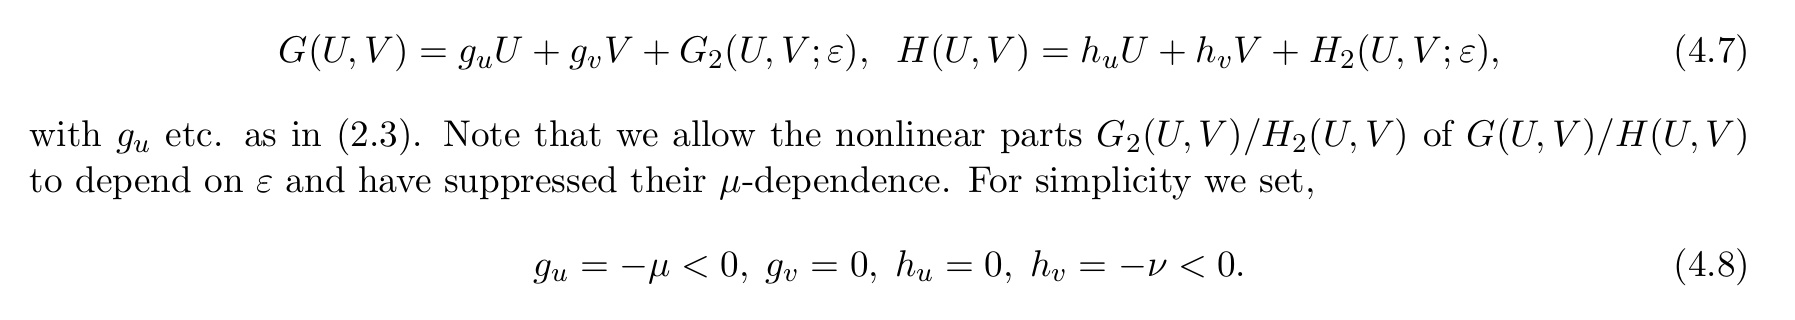 G(U, V) = g_u U + g_v V + G_2(U, V; ε), H(U, V) = h_u U + h_v V + H_2(U, V; ε), (4.7)
with g_u etc. as in (2.3). Note that we allow the nonlinear parts G_2(U, V)/H_2(U, V) of G(U, V)/H(U, V)
to depend on ε and have suppressed their μ-dependence. For simplicity we set,
g_u = −μ < 0, g_v = 0, h_u = 0, h_v = −ν < 0. (4.8)